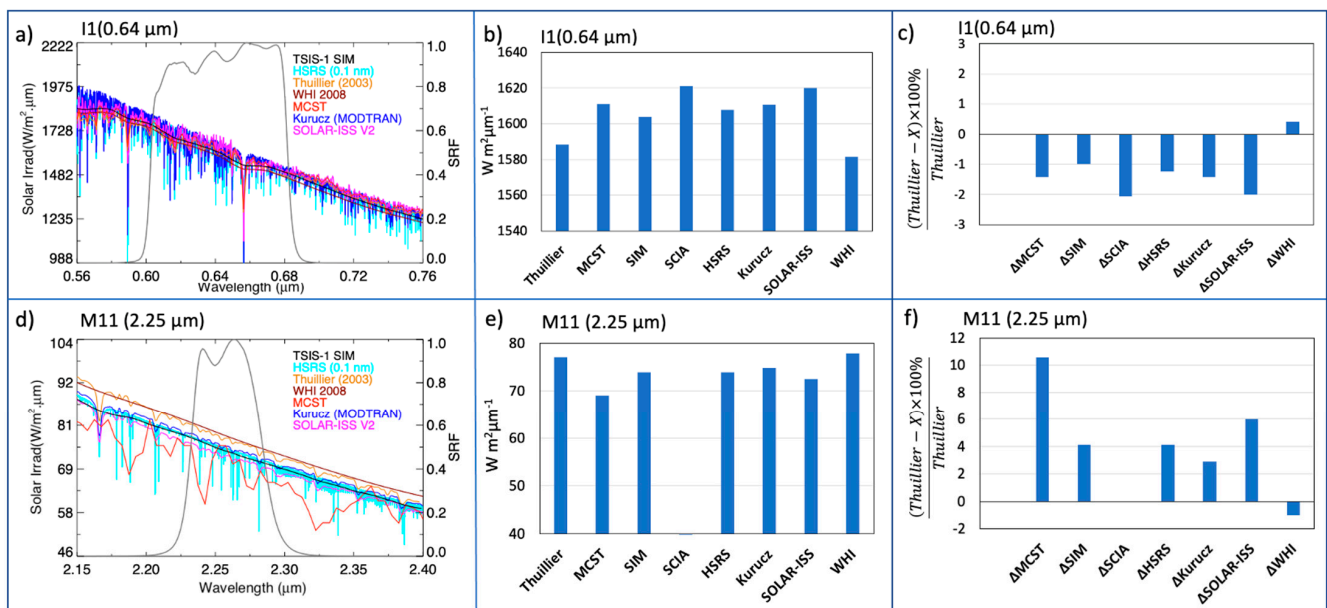 a)
I1(0.64 μm)
2222
1975
1728
1482
1235
988
Solar Irrad(W/m².μm)
0.56
0.60
0.64
0.68
0.72
0.76
Wavelength (μm)
1.0
0.8
0.6
0.4
0.2
0.0
SRF
TSIS-1 SIM
HSRS (0.1 nm)
Thuillier (2003)
WHI 2008
MCST
Kurucz (MODTRAN)
SOLAR-ISS V2
b)
I1(0.64 μm)
1640
1620
1600
1580
1560
1540
W m²μm⁻¹
Thuillier
MCST
SIM
SCIA
HSRS
Kurucz
SOLAR-ISS
WHI
c)
I1(0.64 μm)
(Thuillier − X)×100%
Thuillier
3
2
1
0
-1
-2
-3
ΔMCST
ΔSIM
ΔSCIA
ΔHSRS
ΔKurucz
ΔSOLAR-ISS
ΔWHI
d)
M11 (2.25 μm)
104
92
81
69
58
46
Solar Irrad(W/m².μm)
2.15
2.20
2.25
2.30
2.35
2.40
Wavelength (μm)
1.0
0.8
0.6
0.4
0.2
0.0
SRF
TSIS-1 SIM
HSRS (0.1 nm)
Thuillier (2003)
WHI 2008
MCST
Kurucz (MODTRAN)
SOLAR-ISS V2
e)
M11 (2.25 μm)
80
70
60
50
40
W m²μm⁻¹
Thuillier
MCST
SIM
SCIA
HSRS
Kurucz
SOLAR-ISS
WHI
f)
M11 (2.25 μm)
(Thuillier − X)×100%
Thuillier
12
10
8
6
4
2
0
-2
ΔMCST
ΔSIM
ΔSCIA
ΔHSRS
ΔKurucz
ΔSOLAR-ISS
ΔWHI